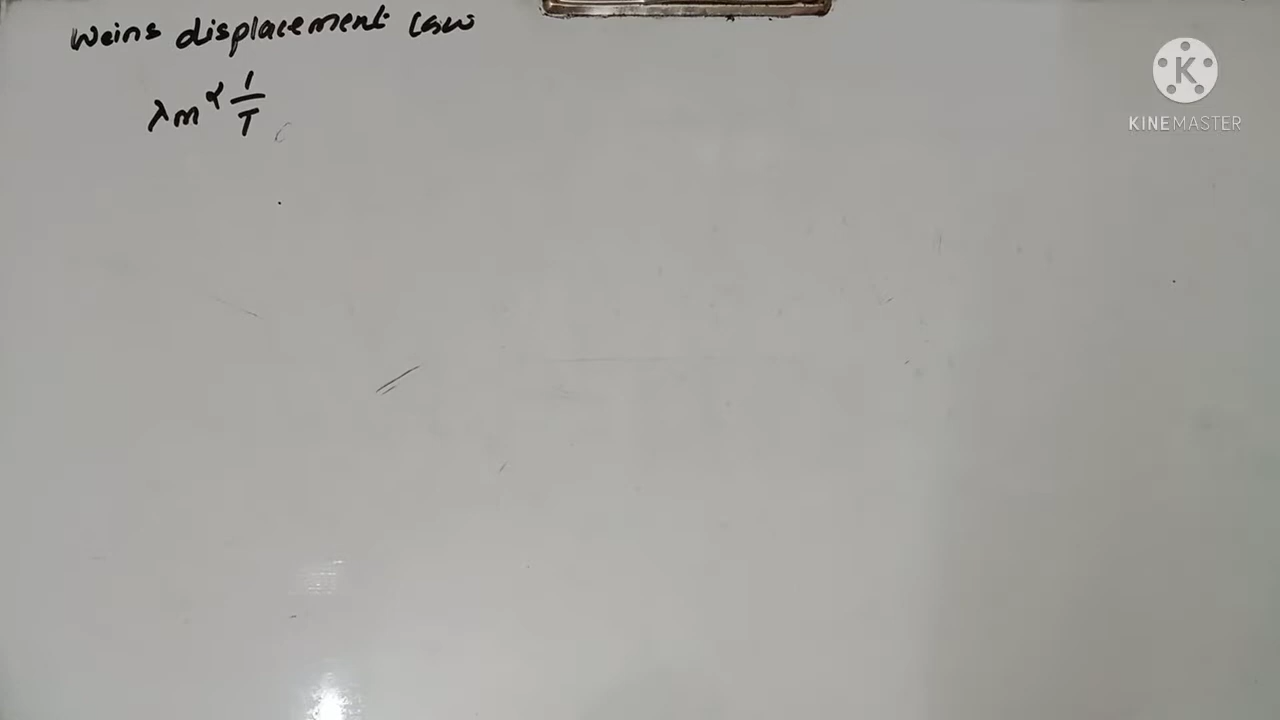 Weins displacement law
λm ∝ 1/T
K
KINEMASTER